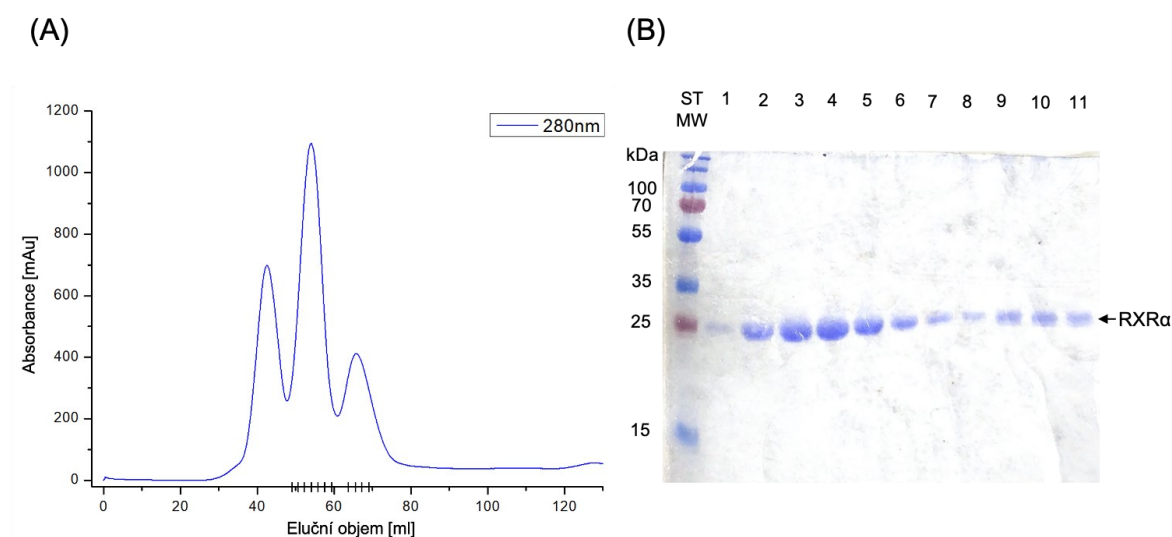 (A)
1200
1000
800
600
400
200
0
Absorbance [mAu]
280nm
0 20 40 60 80 100 120
Eluční objem [ml]
(B)
ST 1 2 3 4 5 6 7 8 9 10 11
MW
kDa
100
70
55
35
25
15
RXRα